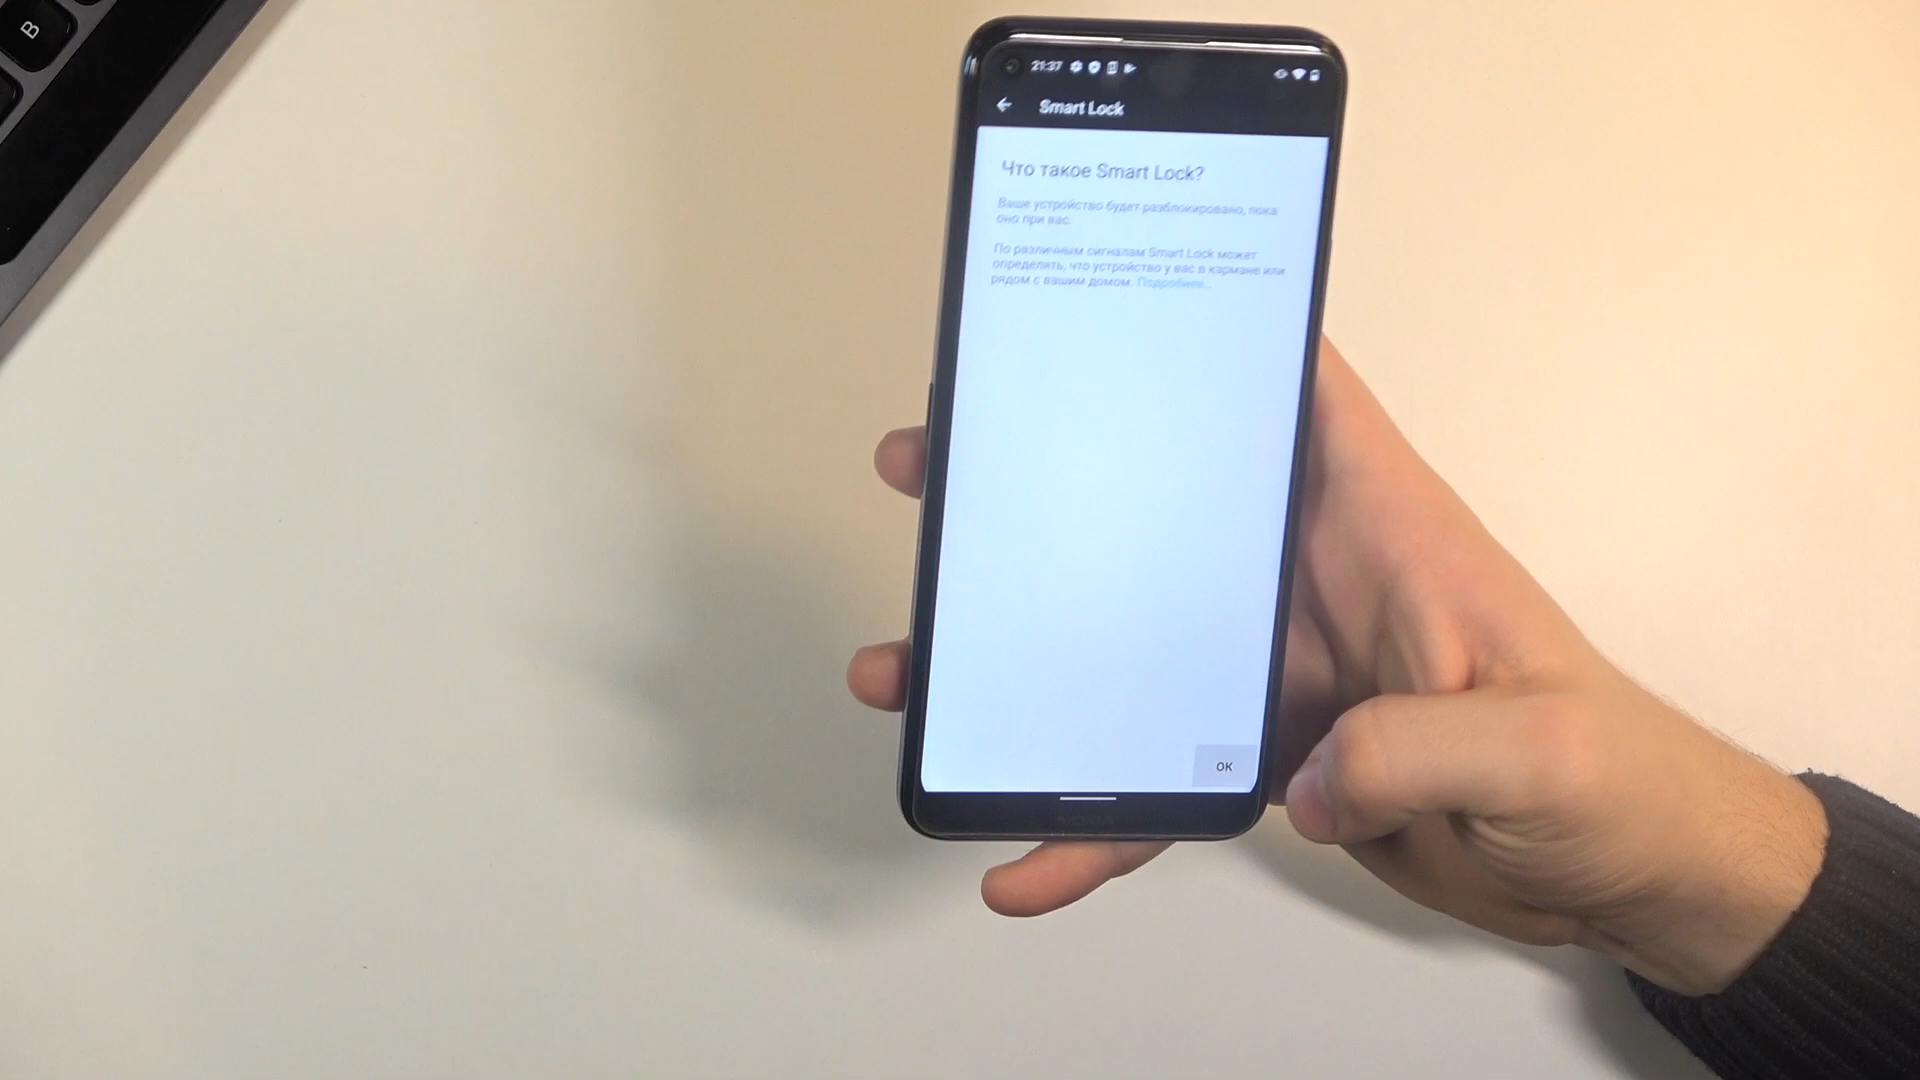 B
21:37
Smart Lock
Что такое Smart Lock?
Ваше устройство будет разблокировано, пока
оно при вас.
По различным сигналам Smart Lock может
определять, что устройство у вас в кармане или
рядом с вашим домом. Подробнее...
ОК
NOKIA